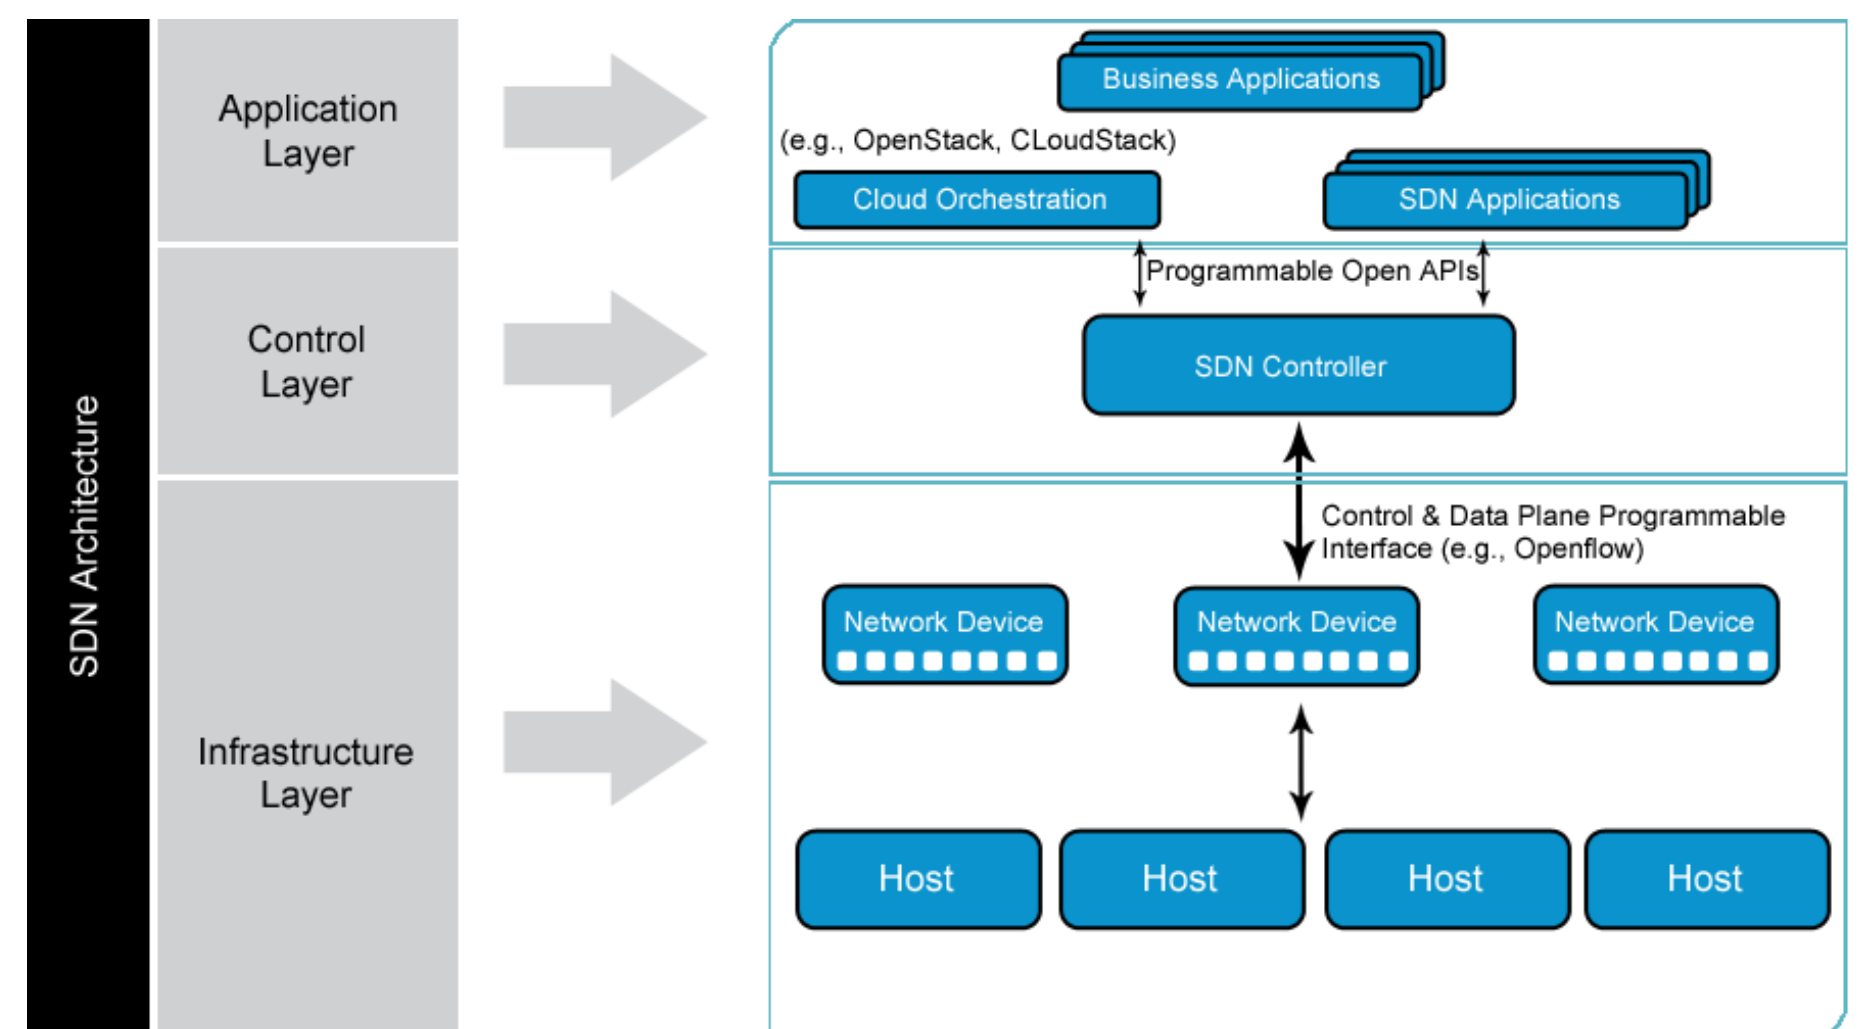 SDN Architecture
Application
Layer
Business Applications
(e.g., OpenStack, CLoudStack)
Cloud Orchestration
SDN Applications
Control
Layer
Programmable Open APIs
SDN Controller
Infrastructure
Layer
Control & Data Plane Programmable
Interface (e.g., Openflow)
Network Device
Network Device
Network Device
Host
Host
Host
Host